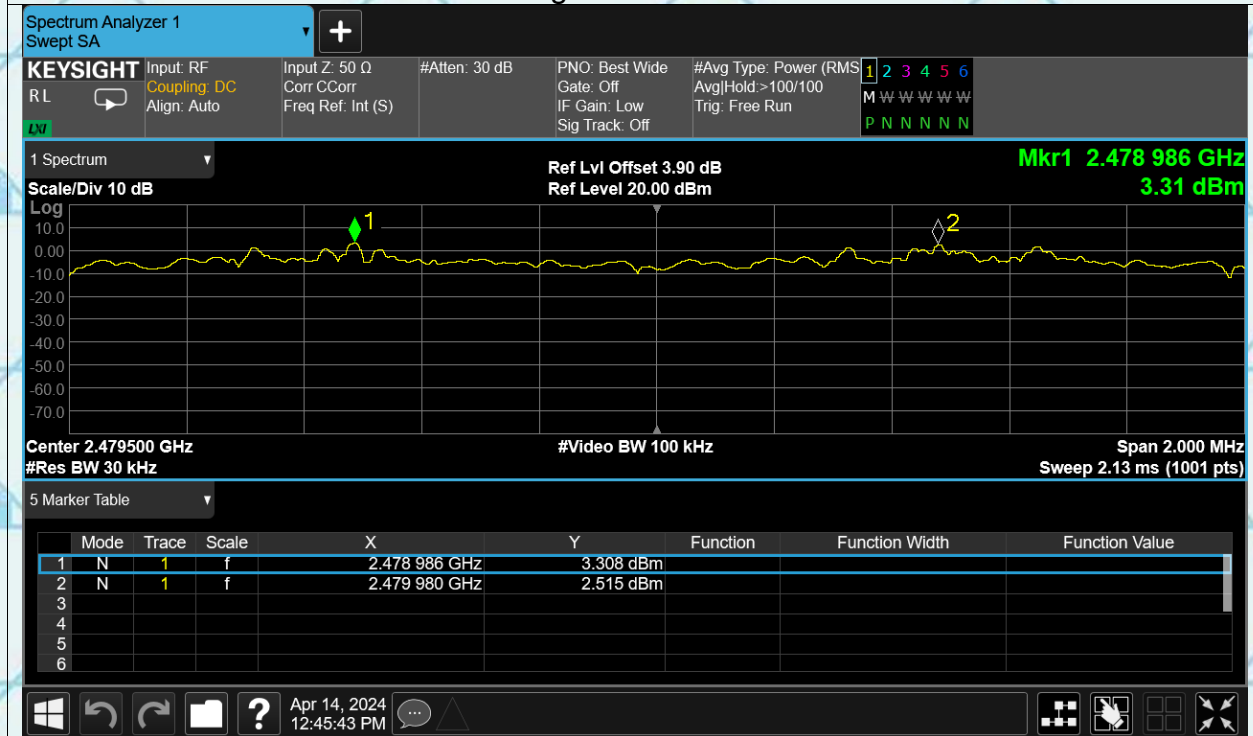 Spectrum Analyzer 1
Swept SA
+
KEYSIGHT Input: RF Input Z: 50 Ω #Atten: 30 dB PNO: Best Wide #Avg Type: Power (RMS 1 2 3 4 5 6
RL Coupling: DC Corr CCorr Gate: Off Avg|Hold:>100/100 M W W W W W
Align: Auto Freq Ref: Int (S) IF Gain: Low Trig: Free Run
LXI Sig Track: Off P N N N N N
1 Spectrum Ref Lvl Offset 3.90 dB Mkr1 2.478 986 GHz
Scale/Div 10 dB Ref Level 20.00 dBm 3.31 dBm
Log
1 2
10.0
0.00
-10.0
-20.0
-30.0
-40.0
-50.0
-60.0
-70.0
Center 2.479500 GHz #Video BW 100 kHz Span 2.000 MHz
#Res BW 30 kHz Sweep 2.13 ms (1001 pts)
5 Marker Table
Mode Trace Scale X Y Function Function Width Function Value
1 N 1 f 2.478 986 GHz 3.308 dBm
2 N 1 f 2.479 980 GHz 2.515 dBm
3
4
5
6
? Apr 14, 2024
12:45:43 PM